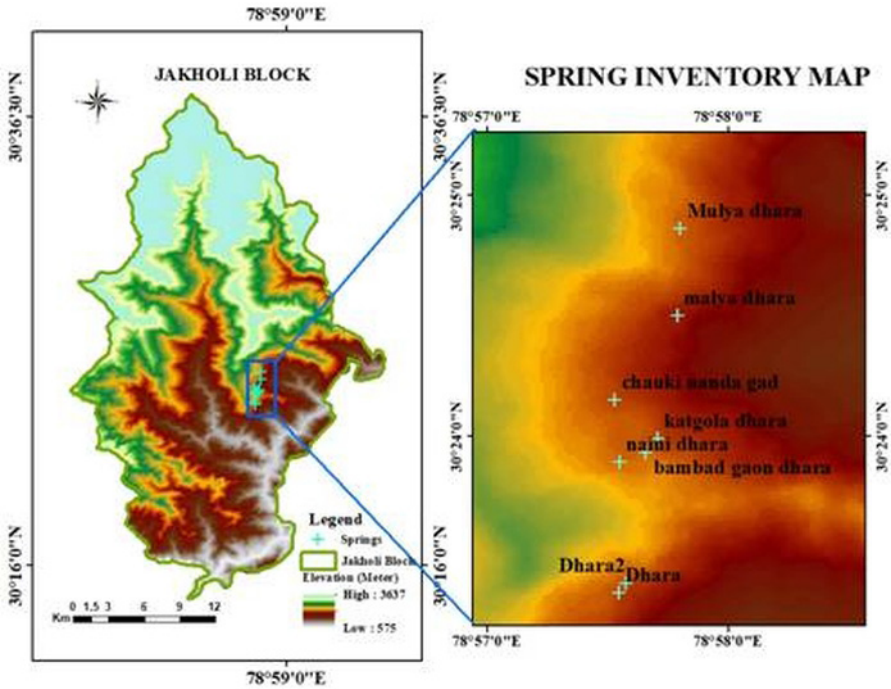 78°59'0"E
JAKHOLI BLOCK
30°36'30"N
30°36'30"N
30°16'0"N
30°16'0"N
Legend
Springs
Jakholi Block
Elevation (Meter)
High : 3637
Low : 575
0 1.5 3 6 9 12
Km
78°59'0"E
SPRING INVENTORY MAP
78°57'0"E 78°58'0"E
30°25'0"N
30°25'0"N
30°24'0"N
30°24'0"N
Mulya dhara
malya dhara
chauki nanda gad
katgola dhara
naini dhara
bambad gaon dhara
Dhara2
Dhara
78°57'0"E 78°58'0"E